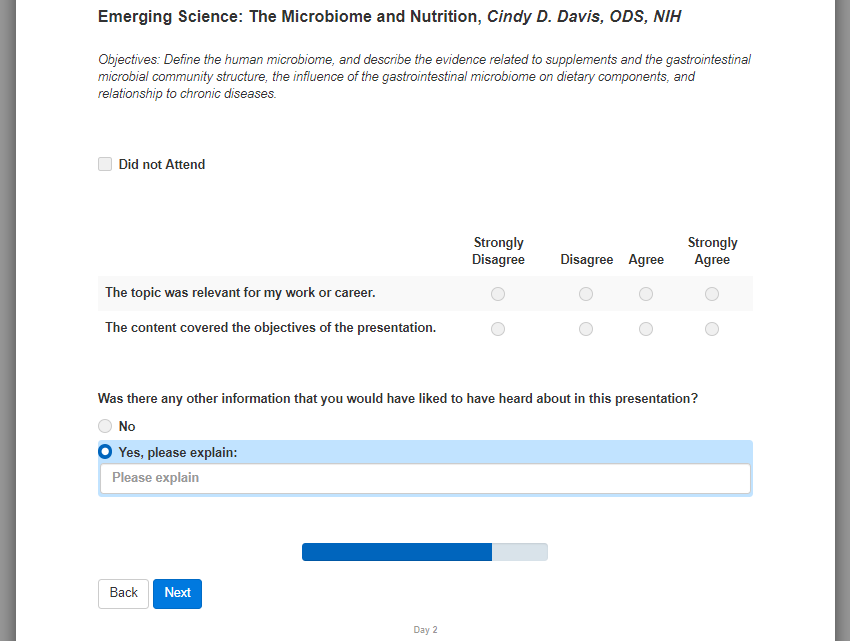 Emerging Science: The Microbiome and Nutrition, Cindy D. Davis, ODS, NIH
Objectives: Define the human microbiome, and describe the evidence related to supplements and the gastrointestinal
microbial community structure, the influence of the gastrointestinal microbiome on dietary components, and
relationship to chronic diseases.
Did not Attend
Strongly Disagree Disagree Agree Strongly Agree
The topic was relevant for my work or career.
The content covered the objectives of the presentation.
Was there any other information that you would have liked to have heard about in this presentation?
No
Yes, please explain:
Please explain
Back Next
Day 2